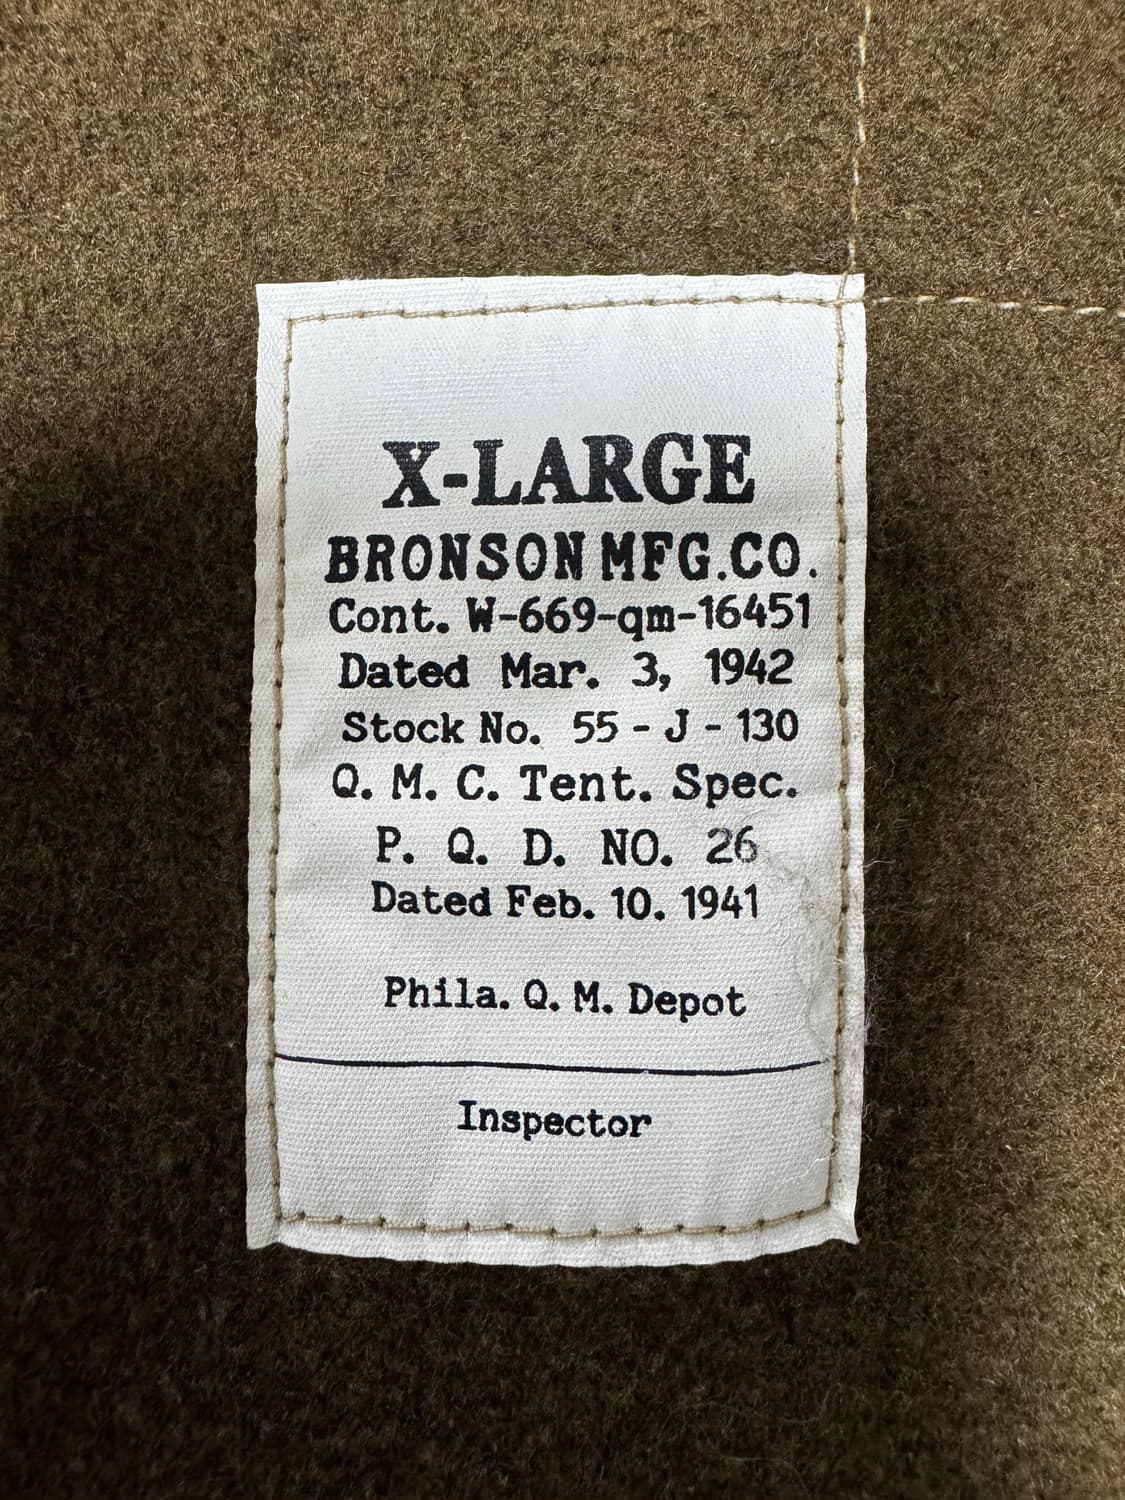 X-LARGE
BRONSON MFG.CO.
Cont. W-669-qm-16451
Dated Mar. 3, 1942
Stock No. 55 - J - 130
Q. M. C. Tent. Spec.
P. Q. D. NO. 26
Dated Feb. 10. 1941
Phila. Q. M. Depot
Inspector